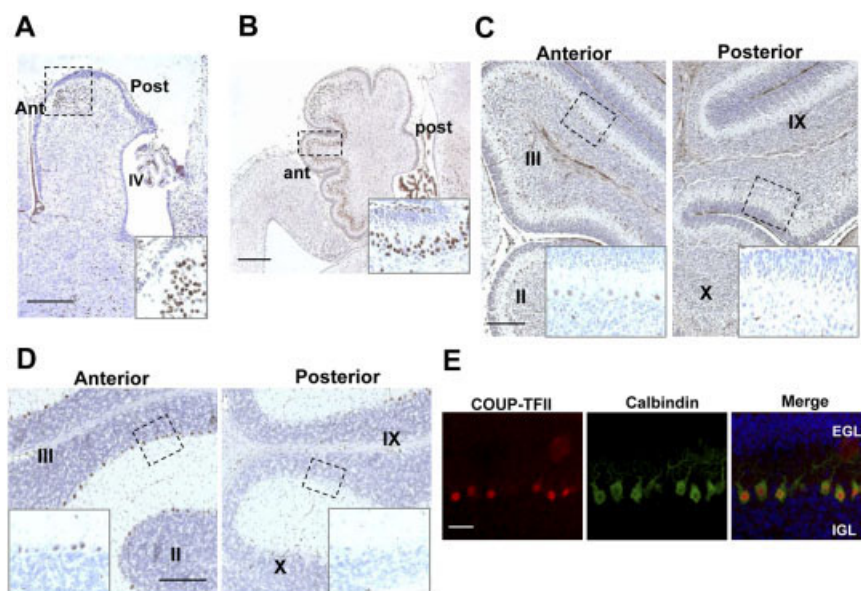 A
Post
Ant
IV
B
post
ant
C
Anterior Posterior
IX
III
II
X
D
Anterior Posterior
III
IX
II
X
E
COUP-TFII Calbindin Merge
EGL
IGL